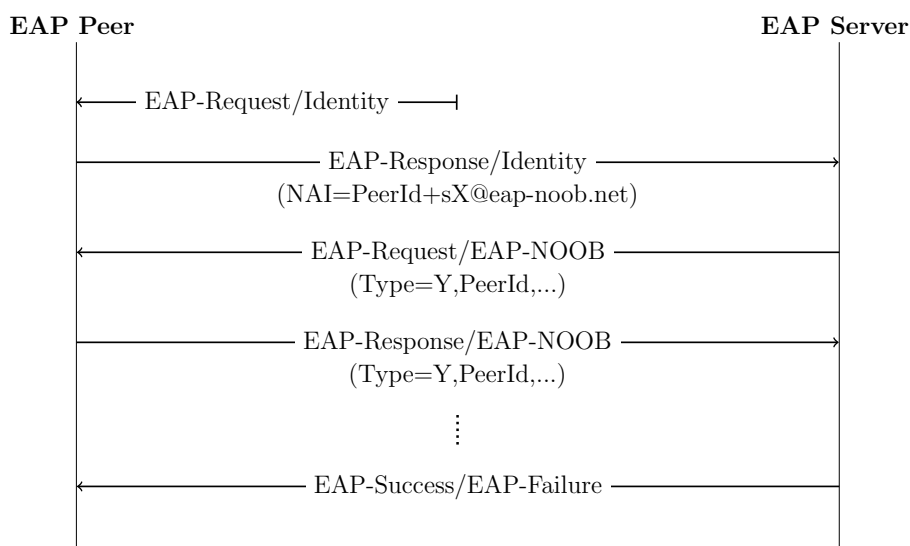 EAP Peer
EAP Server
EAP-Request/Identity
EAP-Response/Identity
(NAI=PeerId+sX@eap-noob.net)
EAP-Request/EAP-NOOB
(Type=Y,PeerId,...)
EAP-Response/EAP-NOOB
(Type=Y,PeerId,...)
EAP-Success/EAP-Failure